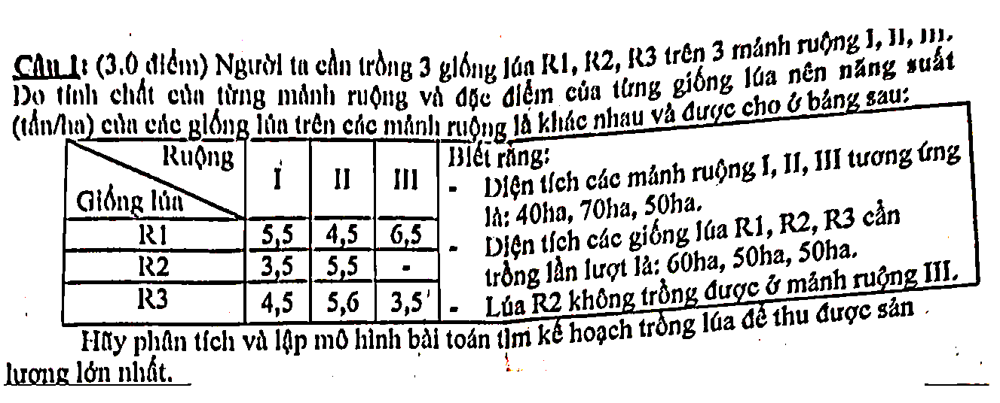 Câu 1: (3.0 điểm) Người ta cần trồng 3 giống lúa R1, R2, R3 trên 3 mảnh ruộng I, II, III.
Do tính chất của từng mảnh ruộng và đặc điểm của từng giống lúa nên năng suất
(tấn/ha) của các giống lúa trên các mảnh ruộng là khác nhau và được cho ở bảng sau:
Ruộng I II III
Giống lúa
R1 5,5 4,5 6,5
R2 3,5 5,5 -
R3 4,5 5,6 3,5
Biết rằng:
- Diện tích các mảnh ruộng I, II, III tương ứng
là: 40ha, 70ha, 50ha.
- Diện tích các giống lúa R1, R2, R3 cần
trồng lần lượt là: 60ha, 50ha, 50ha.
- Lúa R2 không trồng được ở mảnh ruộng III.
Hãy phân tích và lập mô hình bài toán tìm kế hoạch trồng lúa để thu được sản
lượng lớn nhất.